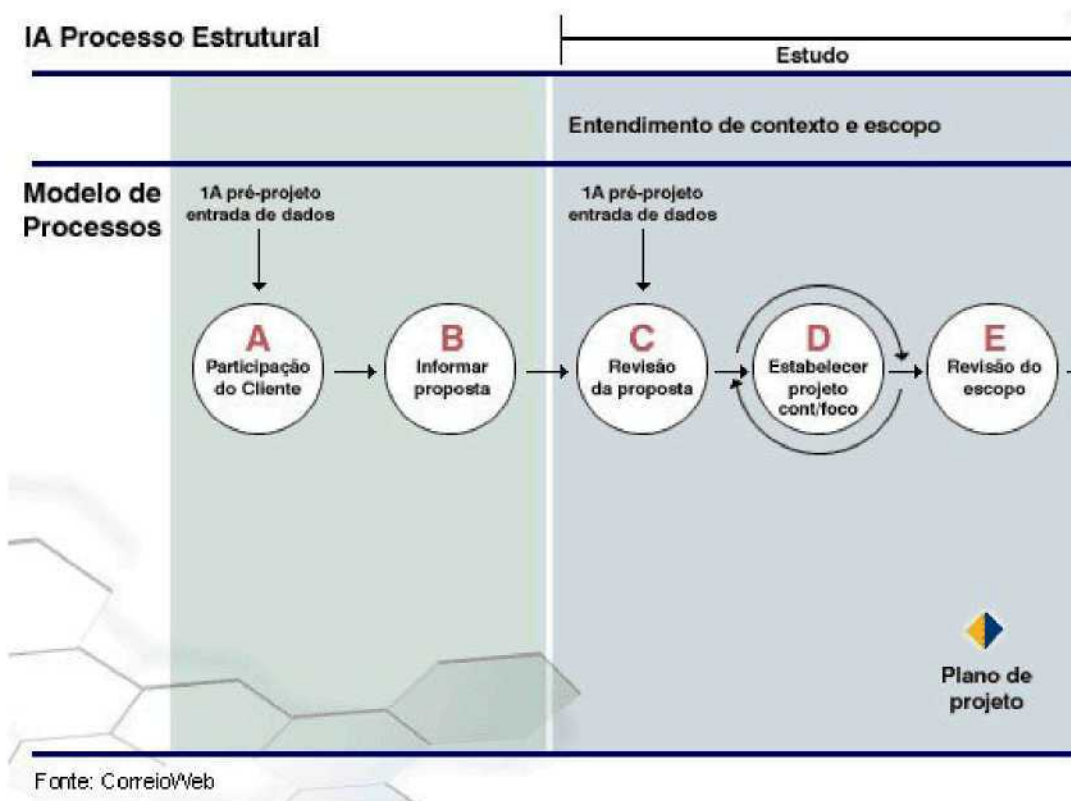 IA Processo Estrutural
Estudo
Entendimento de contexto e escopo
Modelo de
Processos
1A pré-projeto
entrada de dados
1A pré-projeto
entrada de dados
A
Participação
do Cliente
B
Informar
proposta
C
Revisão
da proposta
D
Estabelecer
projeto
cont/foco
E
Revisão do
escopo
Plano de
projeto
Fonte: CorreioWeb